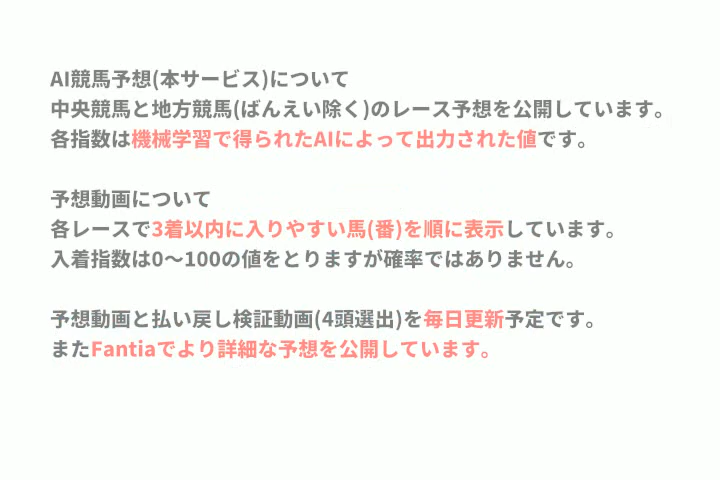 AI競馬予想(本サービス)について
中央競馬と地方競馬(ばんえい除く)のレース予想を公開しています。
各指数は機械学習で得られたAIによって出力された値です。
予想動画について
各レースで3着以内に入りやすい馬(番)を順に表示しています。
入着指数は0〜100の値をとりますが確率ではありません。
予想動画と払い戻し検証動画(4頭選出)を毎日更新予定です。
またFantiaでより詳細な予想を公開しています。